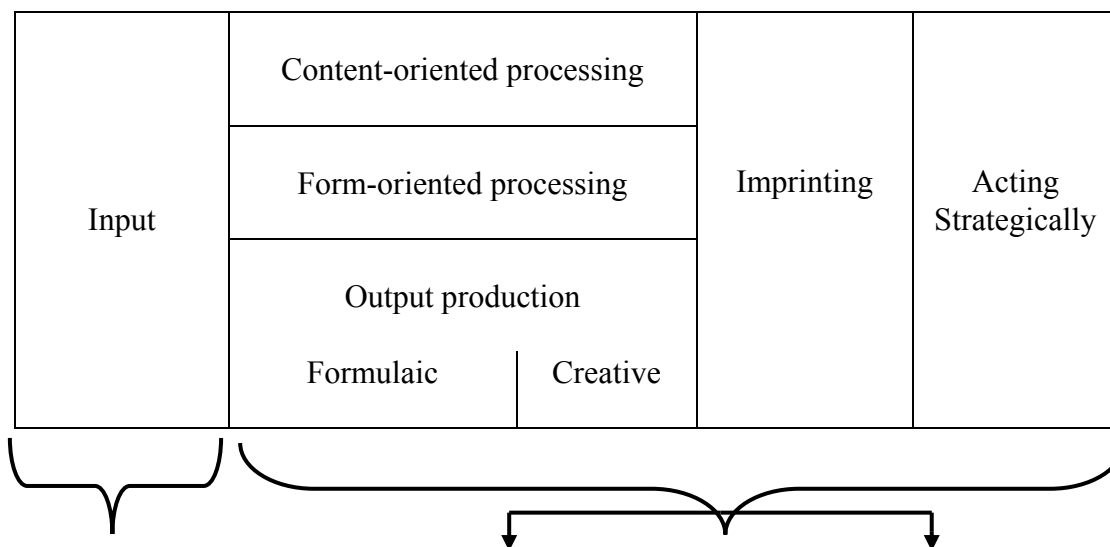 Input
Content-oriented processing
Form-oriented processing
Output production
Formulaic
Creative
Imprinting
Acting
Strategically